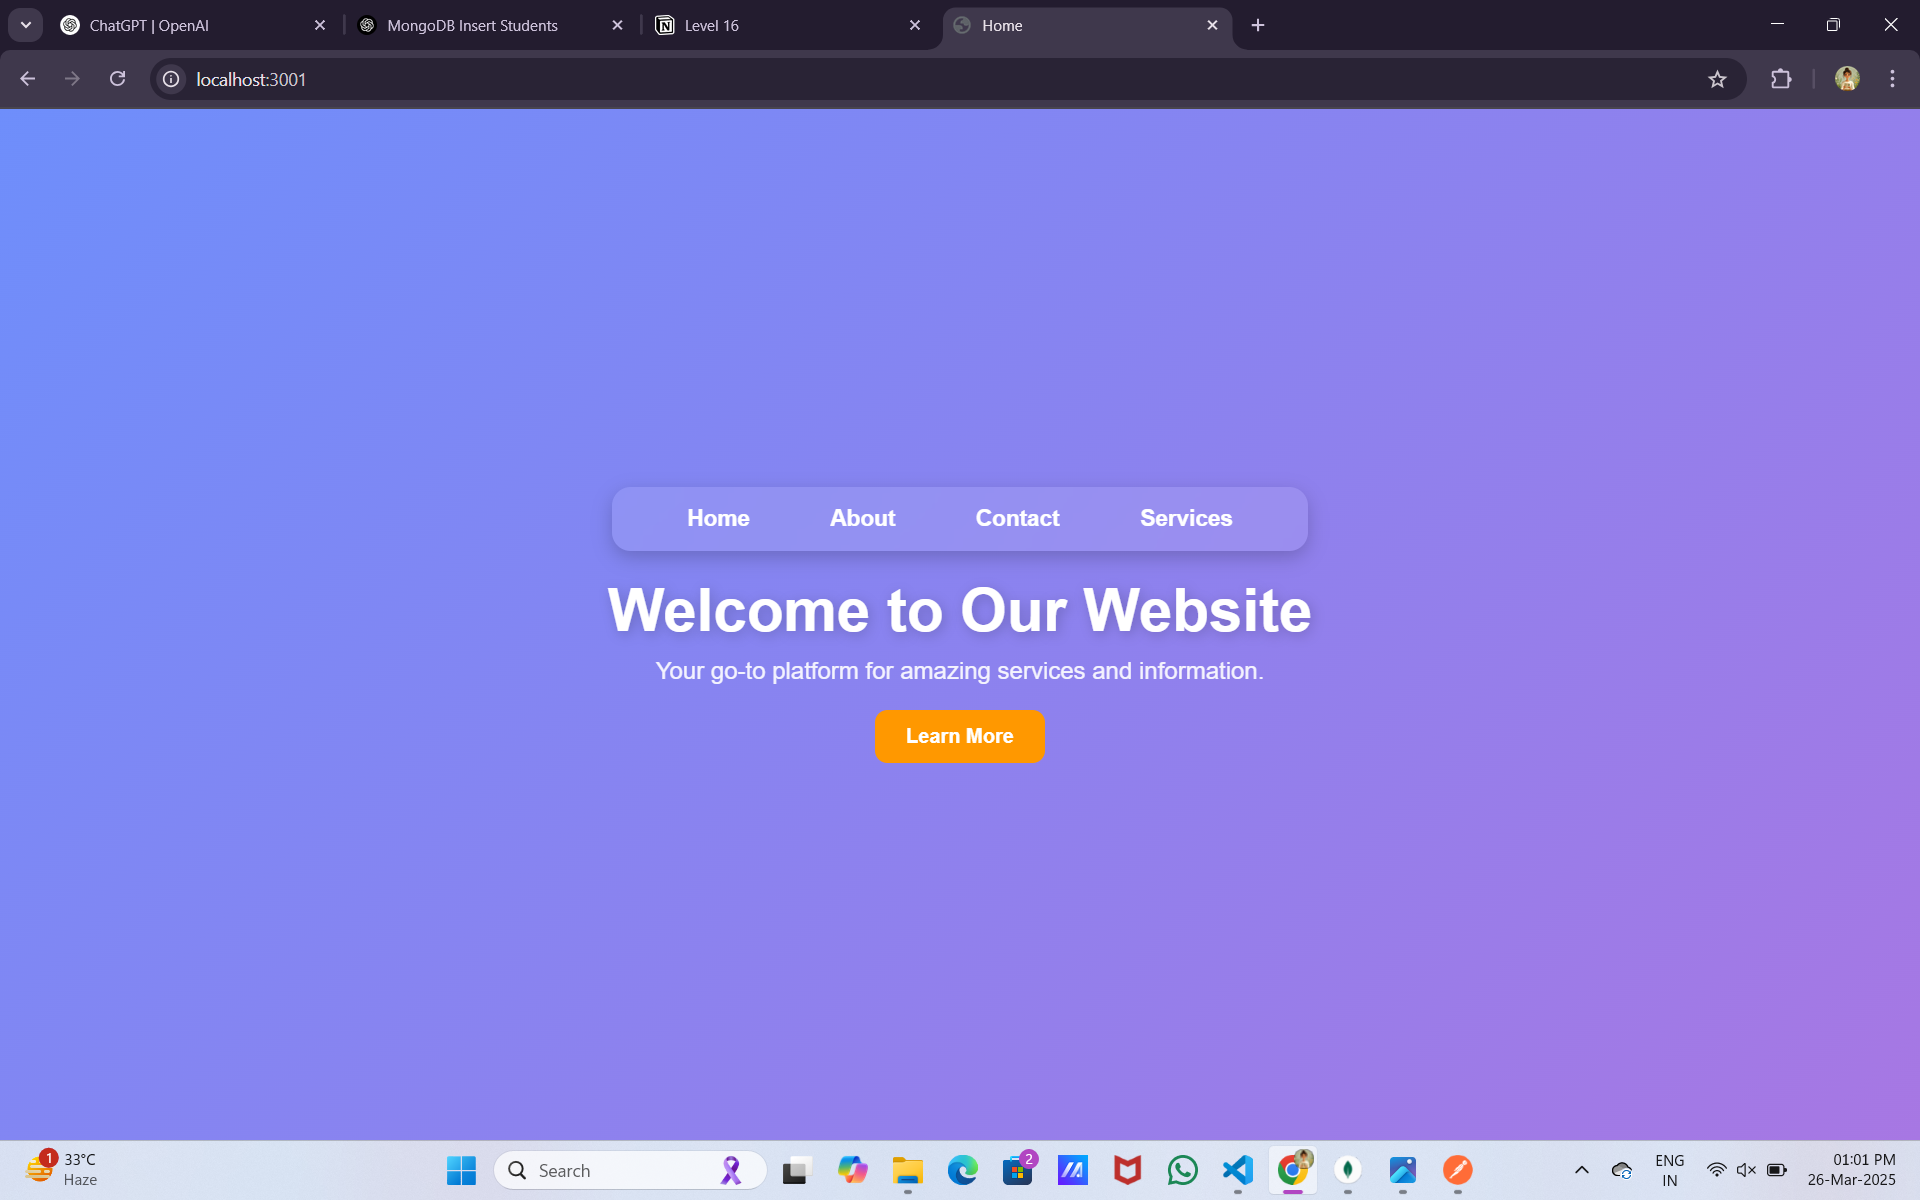 ChatGPT | OpenAI
MongoDB Insert Students
Level 16
Home
localhost:3001
Home About Contact Services
Welcome to Our Website
Your go-to platform for amazing services and information.
Learn More
1
33°C
Haze
Search
2
ENG
IN
01:01 PM
26-Mar-2025